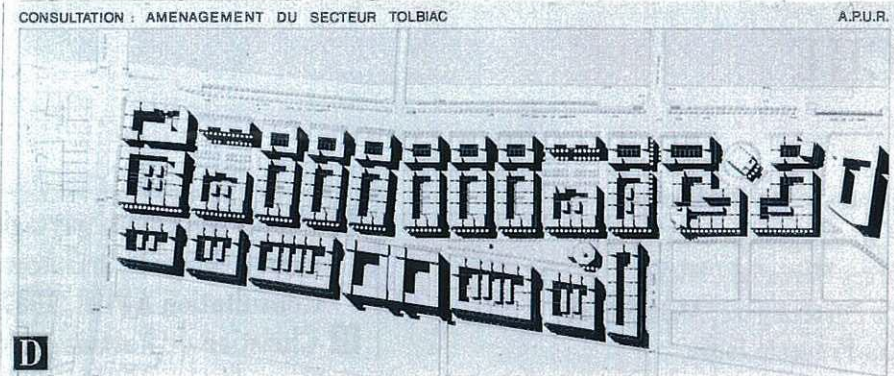 CONSULTATION : AMENAGEMENT DU SECTEUR TOLBIAC
A.P.U.R.
D